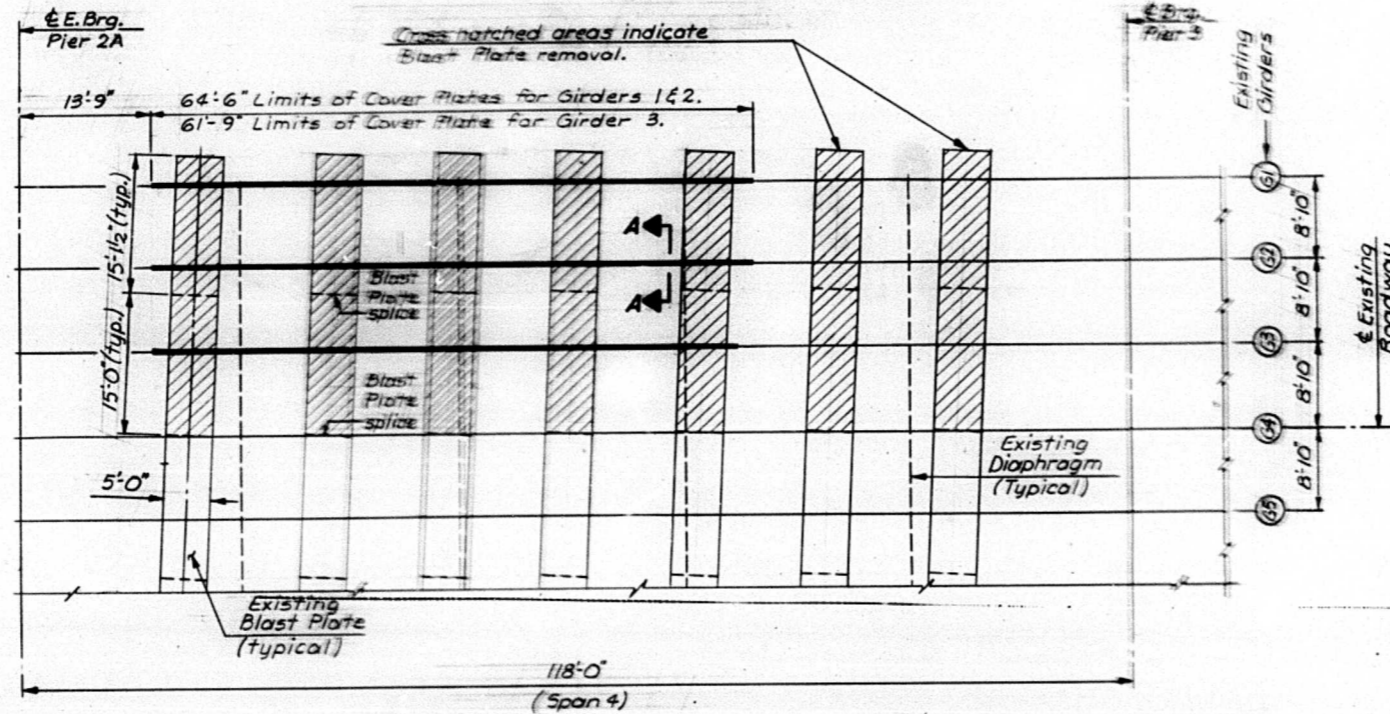 ℄ E. Brg.
Pier 2A
Cross hatched areas indicate
Blast Plate removal.
℄ Brg.
Pier 3
Existing
Girders
13'-9"
64'-6" Limits of Cover Plates for Girders 1 & 2.
61'-9" Limits of Cover Plate for Girder 3.
15'-1½" (typ.)
15'-0" (typ.)
A
A
Blast
Plate
splice
Blast
Plate
splice
G1
G2
G3
G4
G5
8'-10"
8'-10"
8'-10"
8'-10"
℄ Existing
Roadway
5'-0"
Existing
Diaphragm
(Typical)
Existing
Blast Plate
(typical)
118'-0"
(Span 4)